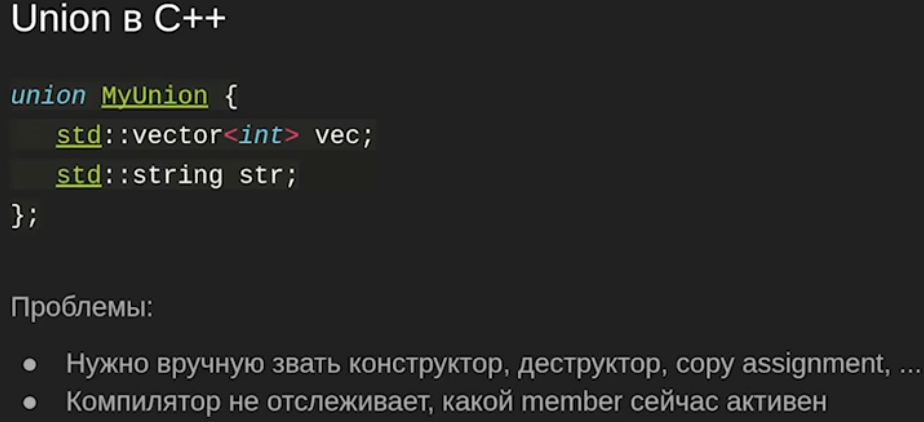 Union в C++
union MyUnion {
std::vector<int> vec;
std::string str;
};
Проблемы:
● Нужно вручную звать конструктор, деструктор, copy assignment, ...
● Компилятор не отслеживает, какой member сейчас активен